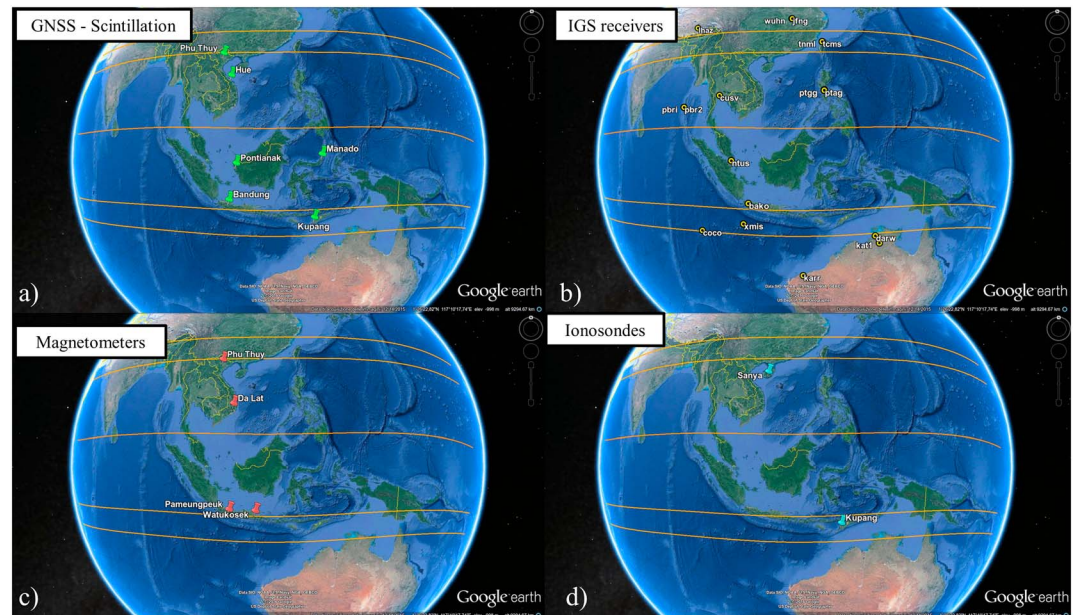 GNSS - Scintillation
Phu Thuy
Hue
Manado
Pontianak
Bandung
Kupang
Google earth
a)
IGS receivers
wuhn
jfng
lhaz
tnml
tcms
cusv
ptgg
ptag
pbri
pbr2
ntus
bako
xmis
coco
darw
kat1
karr
Google earth
b)
Magnetometers
Phu Thuy
Da Lat
Pameungpeuk
Watukosek
Google earth
c)
Ionosondes
Sanya
Kupang
Google earth
d)